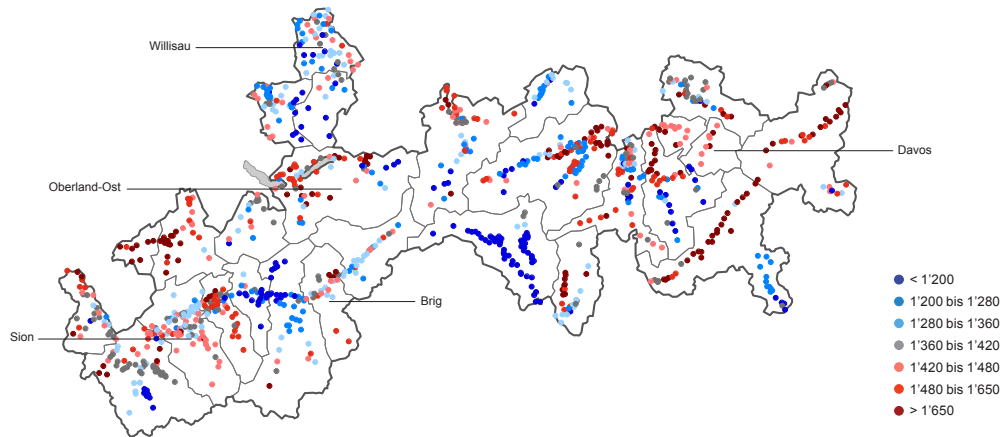 Willisau
Davos
Oberland-Ost
< 1'200
1'200 bis 1'280
Brig
1'280 bis 1'360
Sion
1'360 bis 1'420
1'420 bis 1'480
1'480 bis 1'650
> 1'650